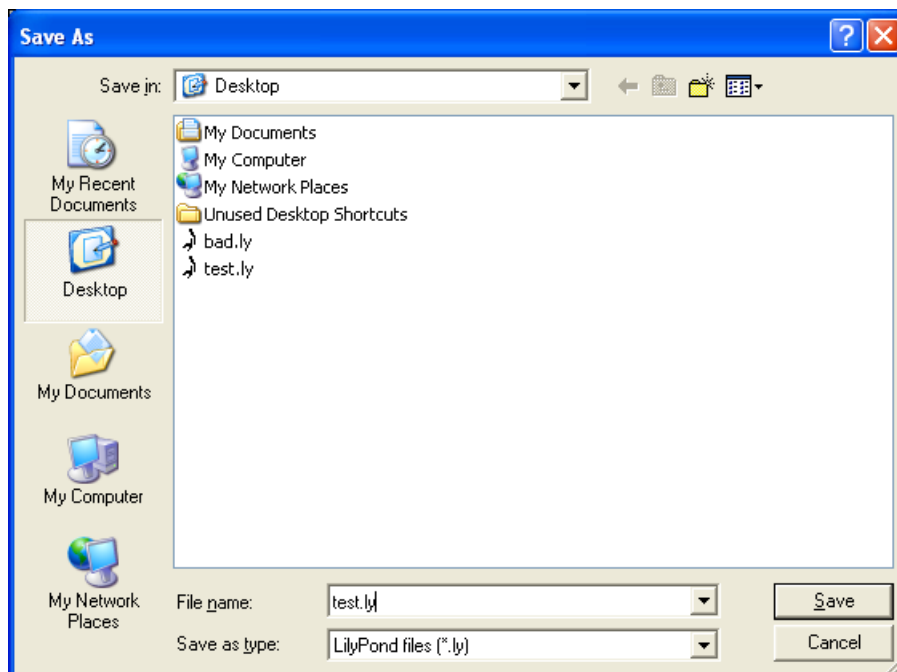 Save As
Save in:
Desktop
My Recent
Documents
Desktop
My Documents
My Computer
My Network
Places
My Documents
My Computer
My Network Places
Unused Desktop Shortcuts
bad.ly
test.ly
File name:
test.ly
Save
Save as type:
LilyPond files (*.ly)
Cancel